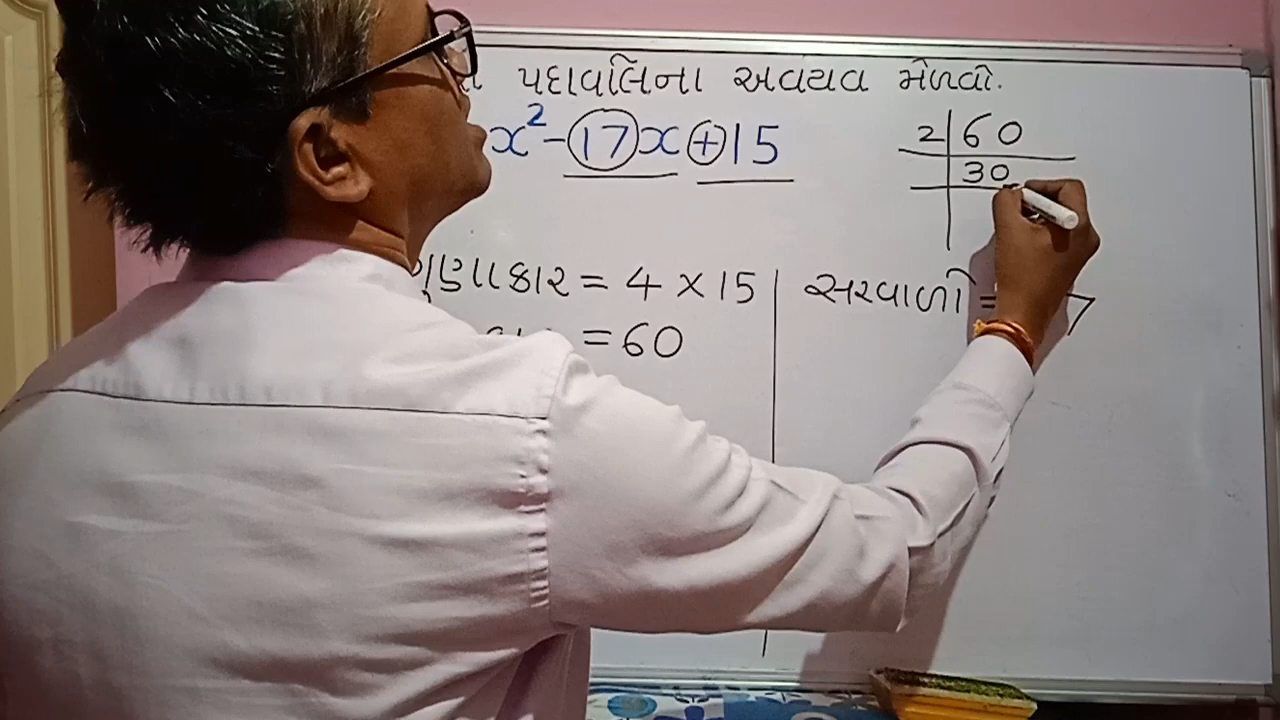 પદાવલિના અવયવ મેળવો.
x² - 17x + 15
2 | 60
30
ગુણાકાર = 4 × 15
= 60
સરવાળો =